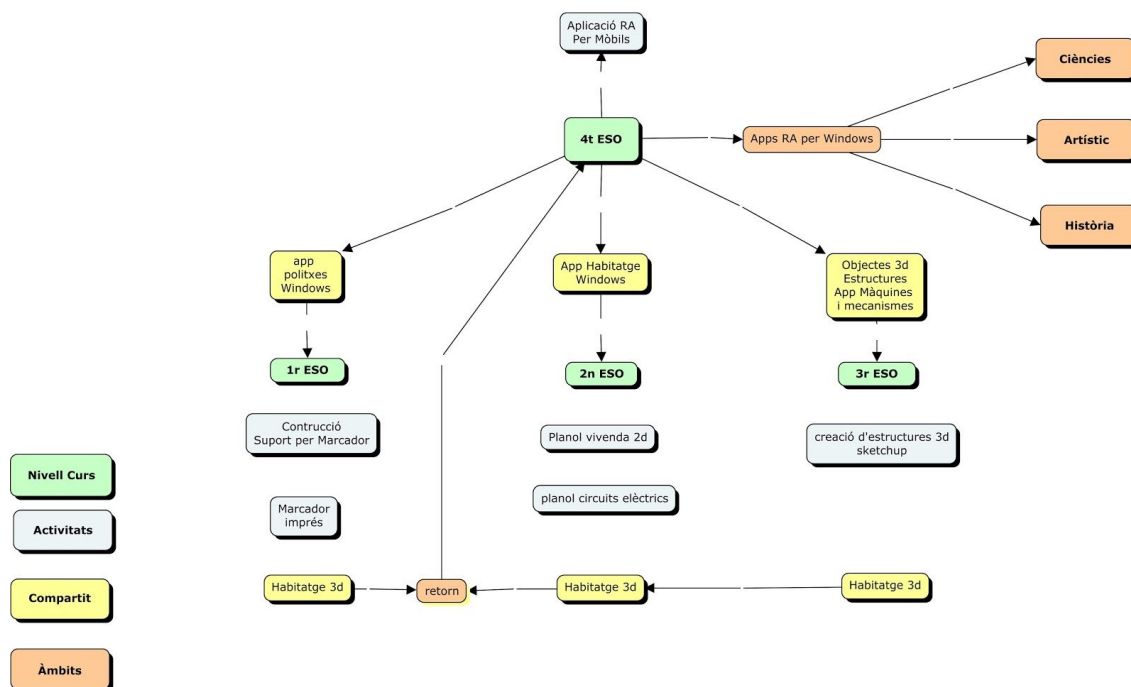 Aplicació RA
Per Mòbils
Ciències
4t ESO
Apps RA per Windows
Artístic
Història
app
politxes
Windows
App Habitatge
Windows
Objectes 3d
Estructures
App Màquines
i mecanismes
1r ESO
2n ESO
3r ESO
Contrucció
Suport per Marcador
Planol vivenda 2d
creació d'estructures 3d
sketchup
Nivell Curs
Marcador
imprés
planol circuits elèctrics
Activitats
Habitatge 3d
retorn
Habitatge 3d
Habitatge 3d
Compartit
Àmbits